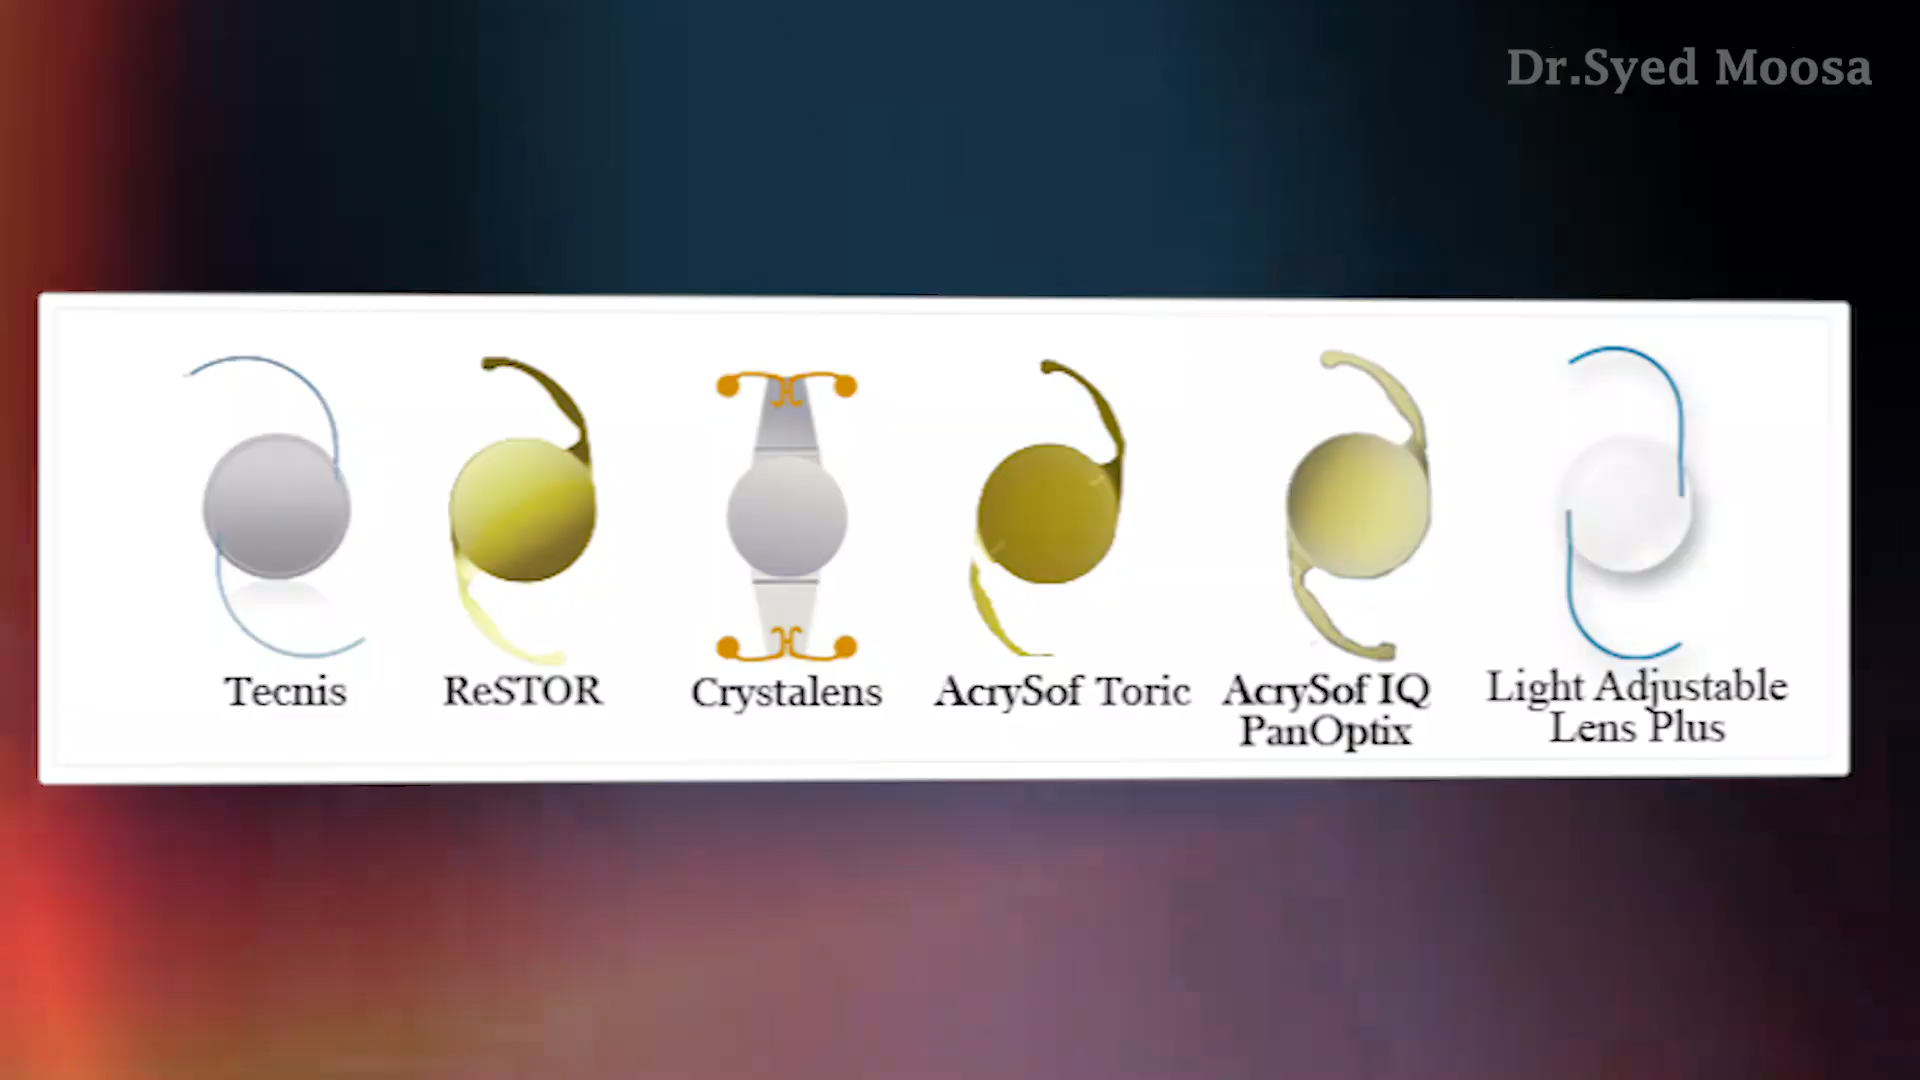 Dr.Syed Moosa
Tecnis
ReSTOR
Crystalens
AcrySof Toric
AcrySof IQ
PanOptix
Light Adjustable
Lens Plus